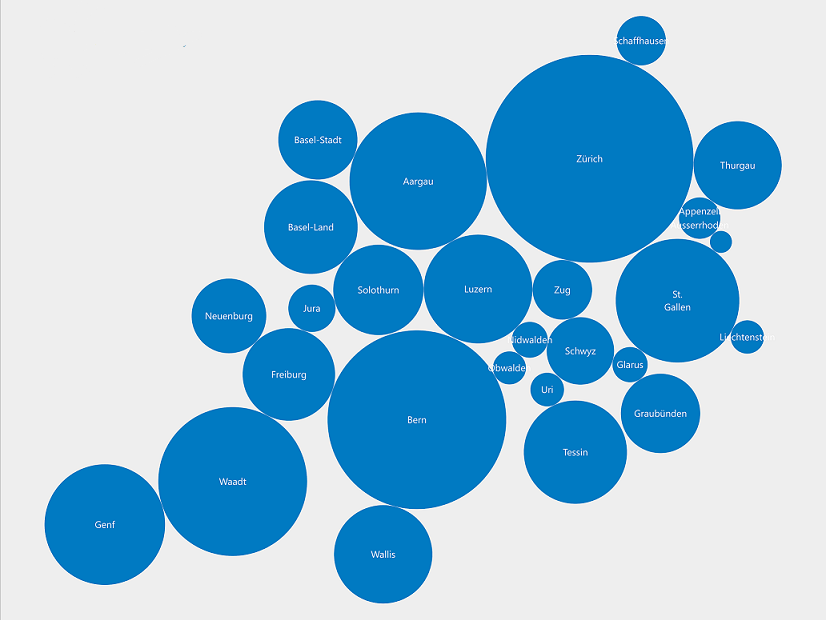 Schaffhausen
Basel-Stadt
Zürich
Thurgau
Aargau
Appenzell
Basel-Land
Luzern
Zug
Solothurn
St.
Gallen
Jura
Neuenburg
Nidwalden
Liechtenstein
Schwyz
Glarus
Obwalden
Freiburg
Uri
Graubünden
Bern
Tessin
Waadt
Genf
Wallis